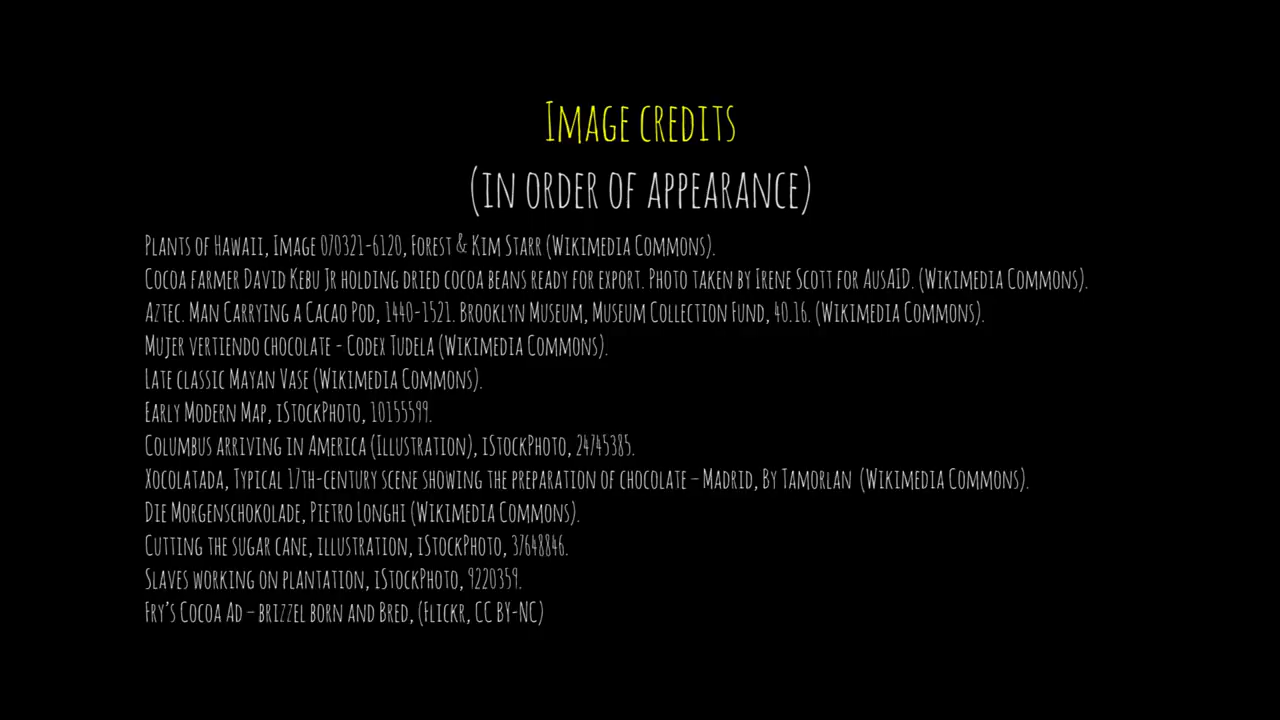 Image credits
(in order of appearance)
Plants of Hawaii, Image 070321-6120, Forest & Kim Starr (Wikimedia Commons).
Cocoa farmer David Kebu Jr holding dried cocoa beans ready for export. Photo taken by Irene Scott for AusAID. (Wikimedia Commons).
Aztec. Man Carrying a Cacao Pod, 1440-1521. Brooklyn Museum, Museum Collection Fund, 40.16. (Wikimedia Commons).
Mujer vertiendo chocolate - Codex Tudela (Wikimedia Commons).
Late classic Mayan Vase (Wikimedia Commons).
Early Modern Map, iStockPhoto, 10155599.
Columbus arriving in America (Illustration), iStockPhoto, 24745385.
Xocolatada, Typical 17th-century scene showing the preparation of chocolate – Madrid, By Tamorlan (Wikimedia Commons).
Die Morgenschokolade, Pietro Longhi (Wikimedia Commons).
Cutting the sugar cane, illustration, iStockPhoto, 37648846.
Slaves working on plantation, iStockPhoto, 9220359.
Fry's Cocoa Ad – brizzel born and Bred, (Flickr, CC BY-NC)